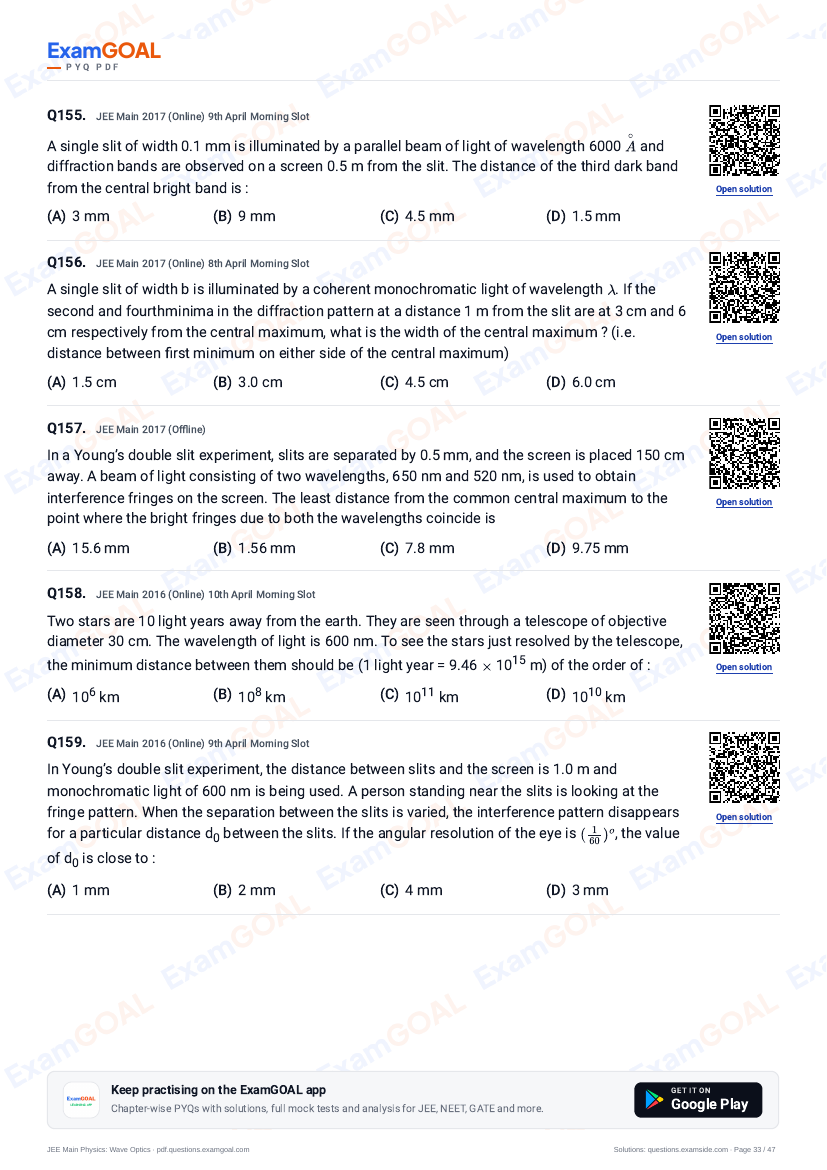 ExamGOAL
PYQ PDF
Q155. JEE Main 2017 (Online) 9th April Morning Slot
A single slit of width 0.1 mm is illuminated by a parallel beam of light of wavelength 6000 Å and
diffraction bands are observed on a screen 0.5 m from the slit. The distance of the third dark band
from the central bright band is :
(A) 3 mm (B) 9 mm (C) 4.5 mm (D) 1.5 mm
Open solution
Q156. JEE Main 2017 (Online) 8th April Morning Slot
A single slit of width b is illuminated by a coherent monochromatic light of wavelength λ. If the
second and fourthminima in the diffraction pattern at a distance 1 m from the slit are at 3 cm and 6
cm respectively from the central maximum, what is the width of the central maximum ? (i.e.
distance between first minimum on either side of the central maximum)
(A) 1.5 cm (B) 3.0 cm (C) 4.5 cm (D) 6.0 cm
Open solution
Q157. JEE Main 2017 (Offline)
In a Young's double slit experiment, slits are separated by 0.5 mm, and the screen is placed 150 cm
away. A beam of light consisting of two wavelengths, 650 nm and 520 nm, is used to obtain
interference fringes on the screen. The least distance from the common central maximum to the
point where the bright fringes due to both the wavelengths coincide is
(A) 15.6 mm (B) 1.56 mm (C) 7.8 mm (D) 9.75 mm
Open solution
Q158. JEE Main 2016 (Online) 10th April Morning Slot
Two stars are 10 light years away from the earth. They are seen through a telescope of objective
diameter 30 cm. The wavelength of light is 600 nm. To see the stars just resolved by the telescope,
the minimum distance between them should be (1 light year = 9.46 × 10^15 m) of the order of :
(A) 10^6 km (B) 10^8 km (C) 10^11 km (D) 10^10 km
Open solution
Q159. JEE Main 2016 (Online) 9th April Morning Slot
In Young's double slit experiment, the distance between slits and the screen is 1.0 m and
monochromatic light of 600 nm is being used. A person standing near the slits is looking at the
fringe pattern. When the separation between the slits is varied, the interference pattern disappears
for a particular distance d₀ between the slits. If the angular resolution of the eye is (1/60)°, the value
of d₀ is close to :
(A) 1 mm (B) 2 mm (C) 4 mm (D) 3 mm
Open solution
Keep practising on the ExamGOAL app
Chapter-wise PYQs with solutions, full mock tests and analysis for JEE, NEET, GATE and more.
GET IT ON
Google Play
JEE Main Physics: Wave Optics · pdf.questions.examgoal.com
Solutions: questions.examside.com · Page 33 / 47